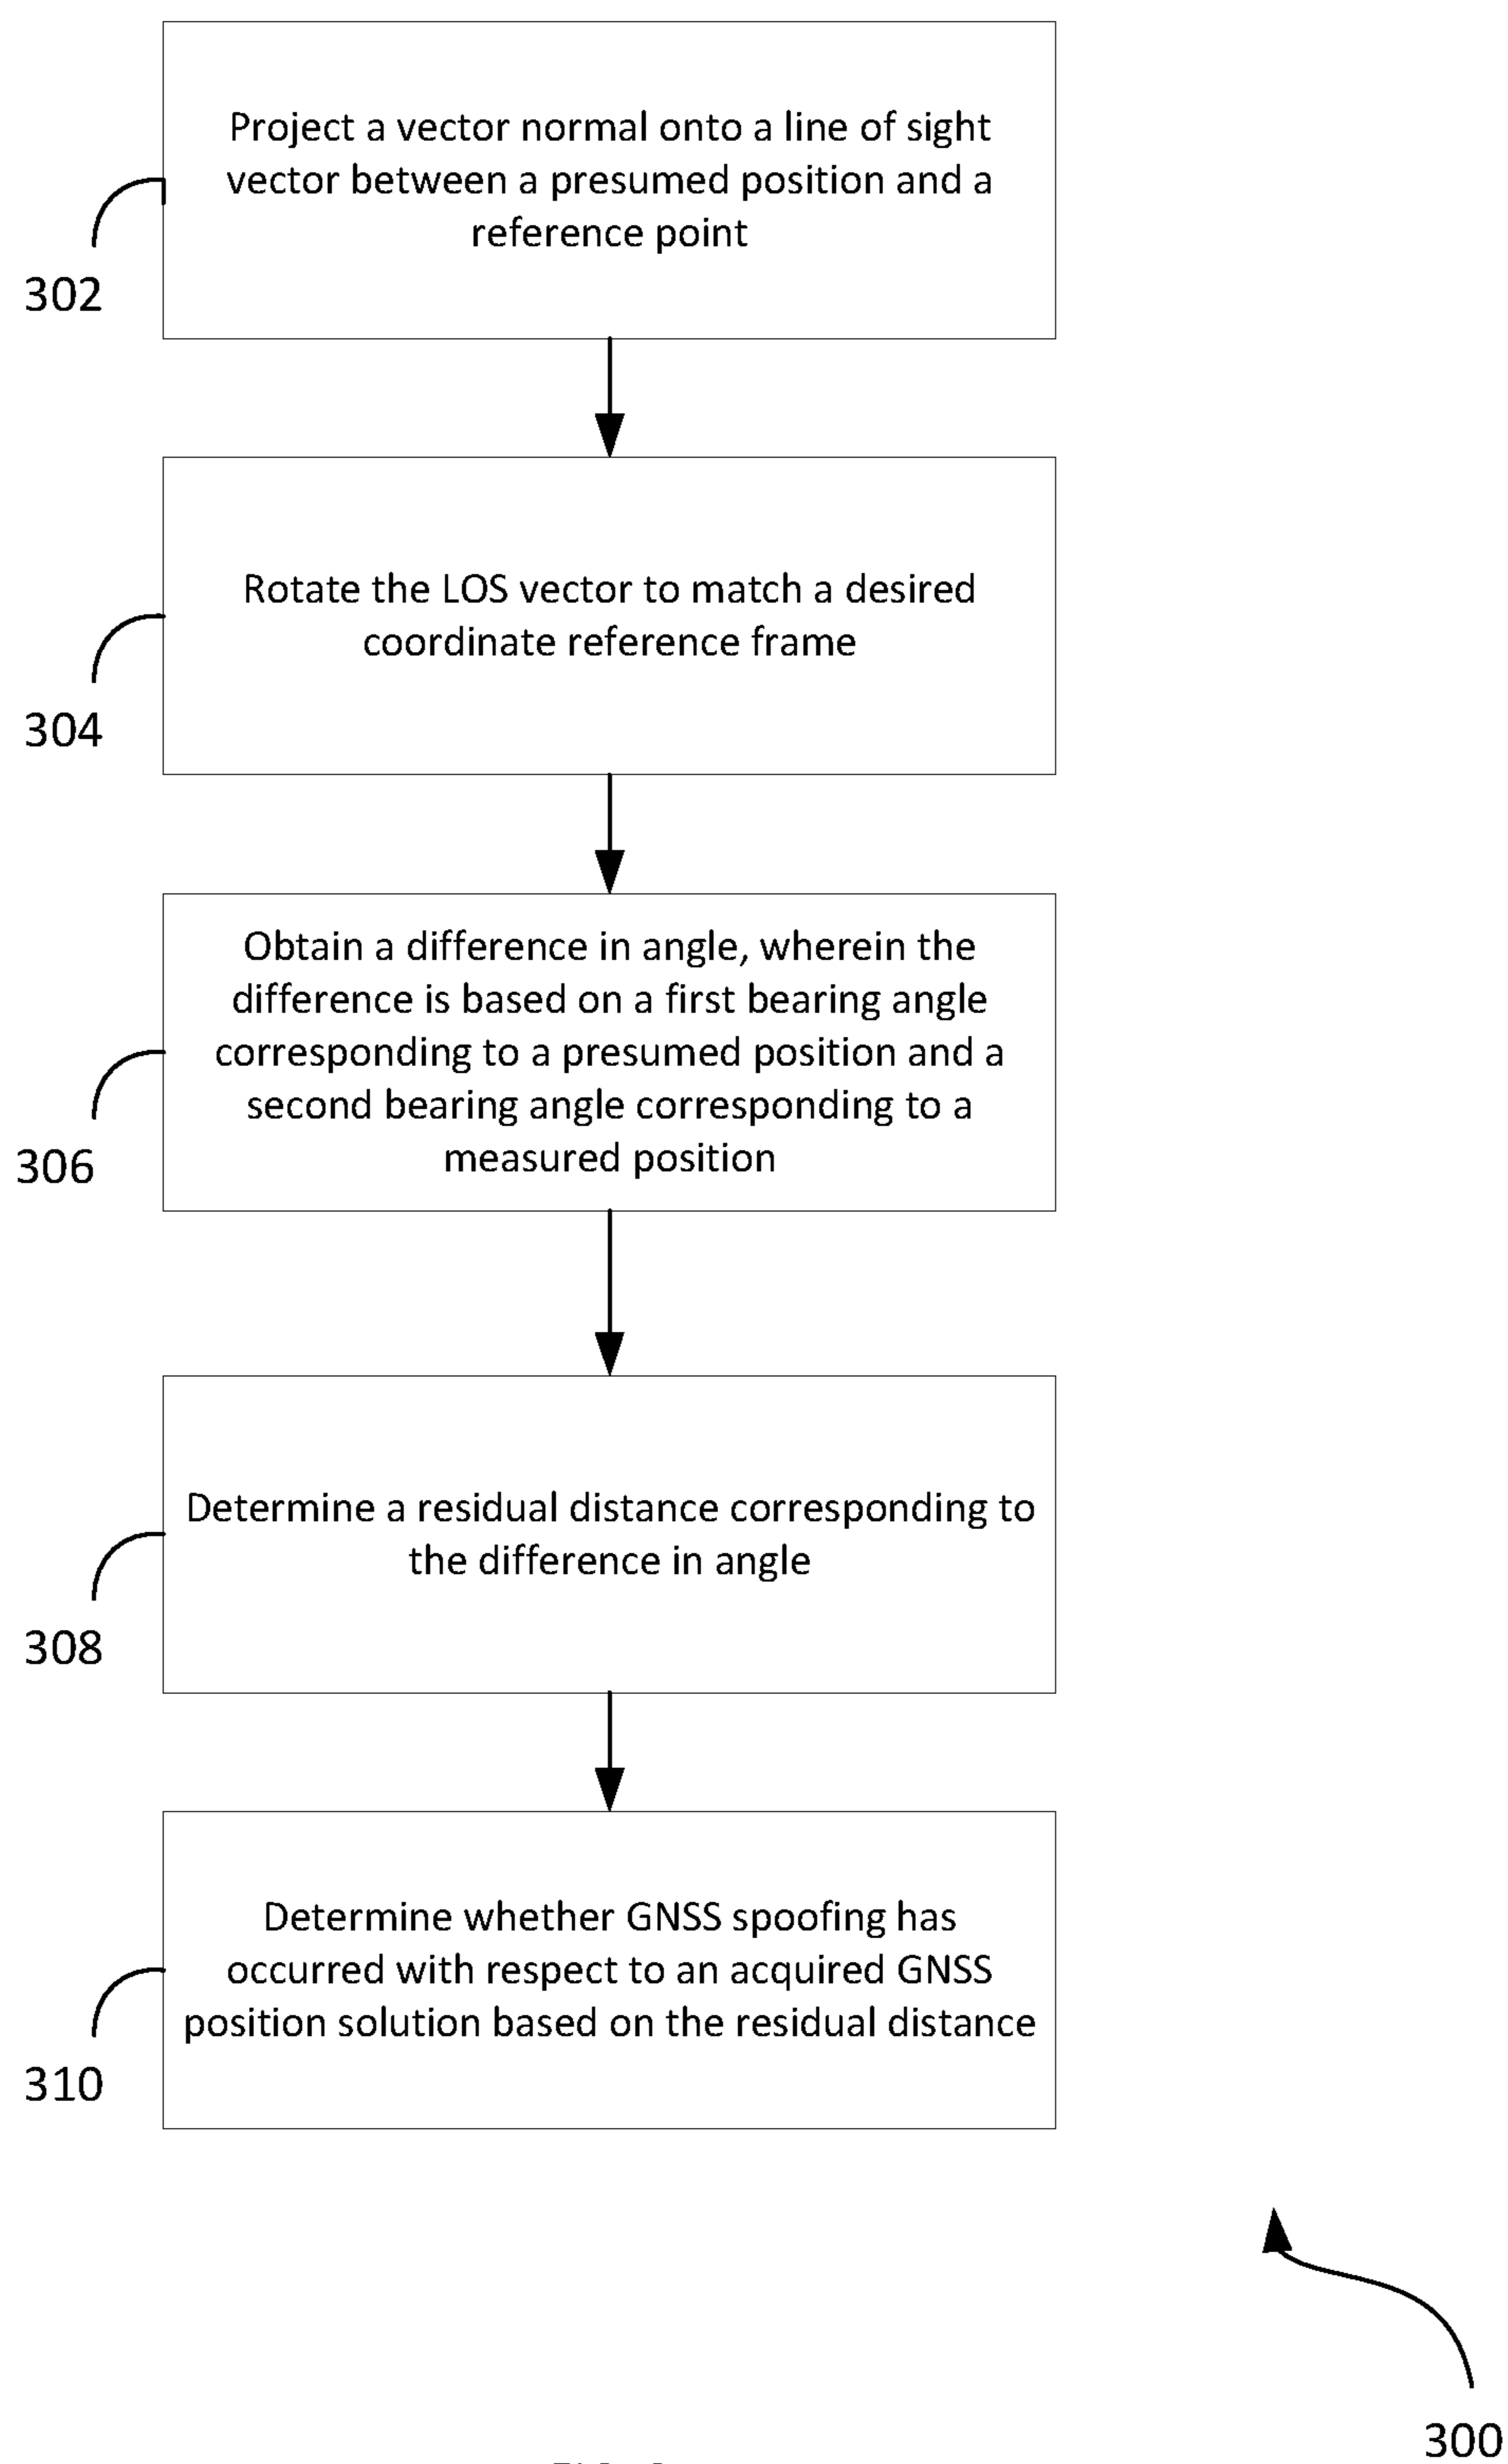 Project a vector normal onto a line of sight
vector between a presumed position and a
reference point
302
Rotate the LOS vector to match a desired
coordinate reference frame
304
Obtain a difference in angle, wherein the
difference is based on a first bearing angle
corresponding to a presumed position and a
second bearing angle corresponding to a
measured position
306
Determine a residual distance corresponding to
the difference in angle
308
Determine whether GNSS spoofing has
occurred with respect to an acquired GNSS
position solution based on the residual distance
310
300